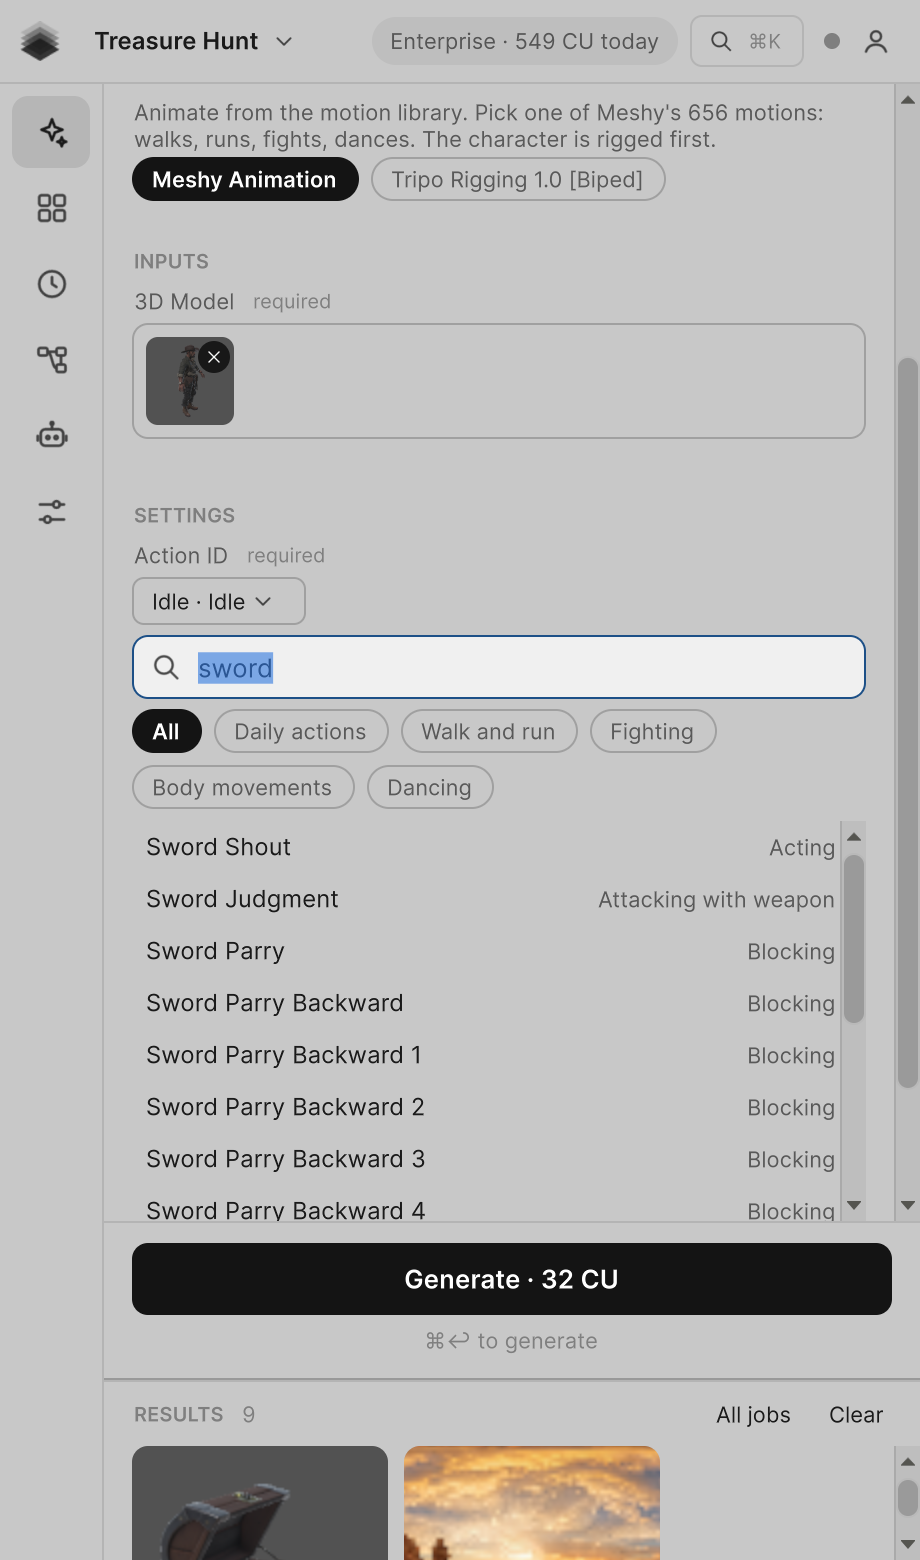 Treasure Hunt
Enterprise · 549 CU today
⌘K
Animate from the motion library. Pick one of Meshy's 656 motions:
walks, runs, fights, dances. The character is rigged first.
Meshy Animation
Tripo Rigging 1.0 [Biped]
INPUTS
3D Model required
SETTINGS
Action ID required
Idle · Idle
sword
All
Daily actions
Walk and run
Fighting
Body movements
Dancing
Sword Shout Acting
Sword Judgment Attacking with weapon
Sword Parry Blocking
Sword Parry Backward Blocking
Sword Parry Backward 1 Blocking
Sword Parry Backward 2 Blocking
Sword Parry Backward 3 Blocking
Sword Parry Backward 4 Blocking
Generate · 32 CU
⌘↩ to generate
RESULTS 9
All jobs
Clear